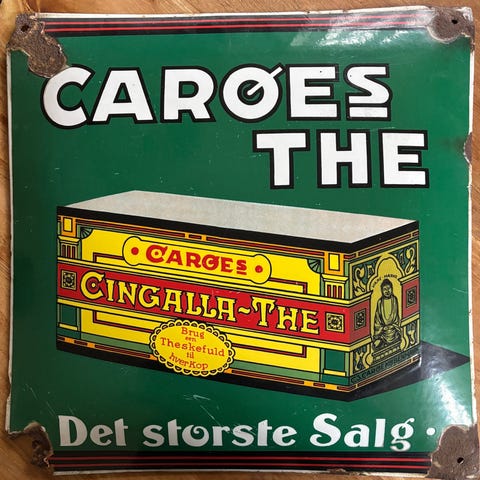 CARØES
THE
CARØES
CINGALLA-THE
Brug
een
Theskefuld
til
hver Kop
Det største Salg